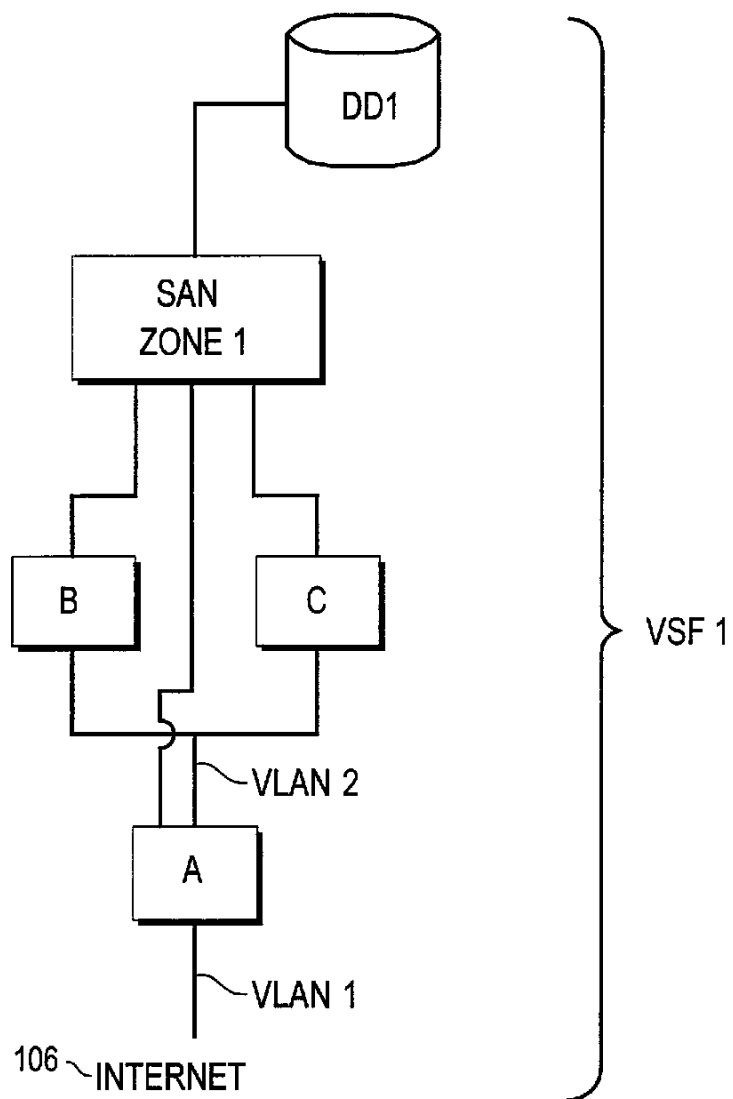 DD1
SAN
ZONE 1
B
C
VSF 1
VLAN 2
A
VLAN 1
106 INTERNET